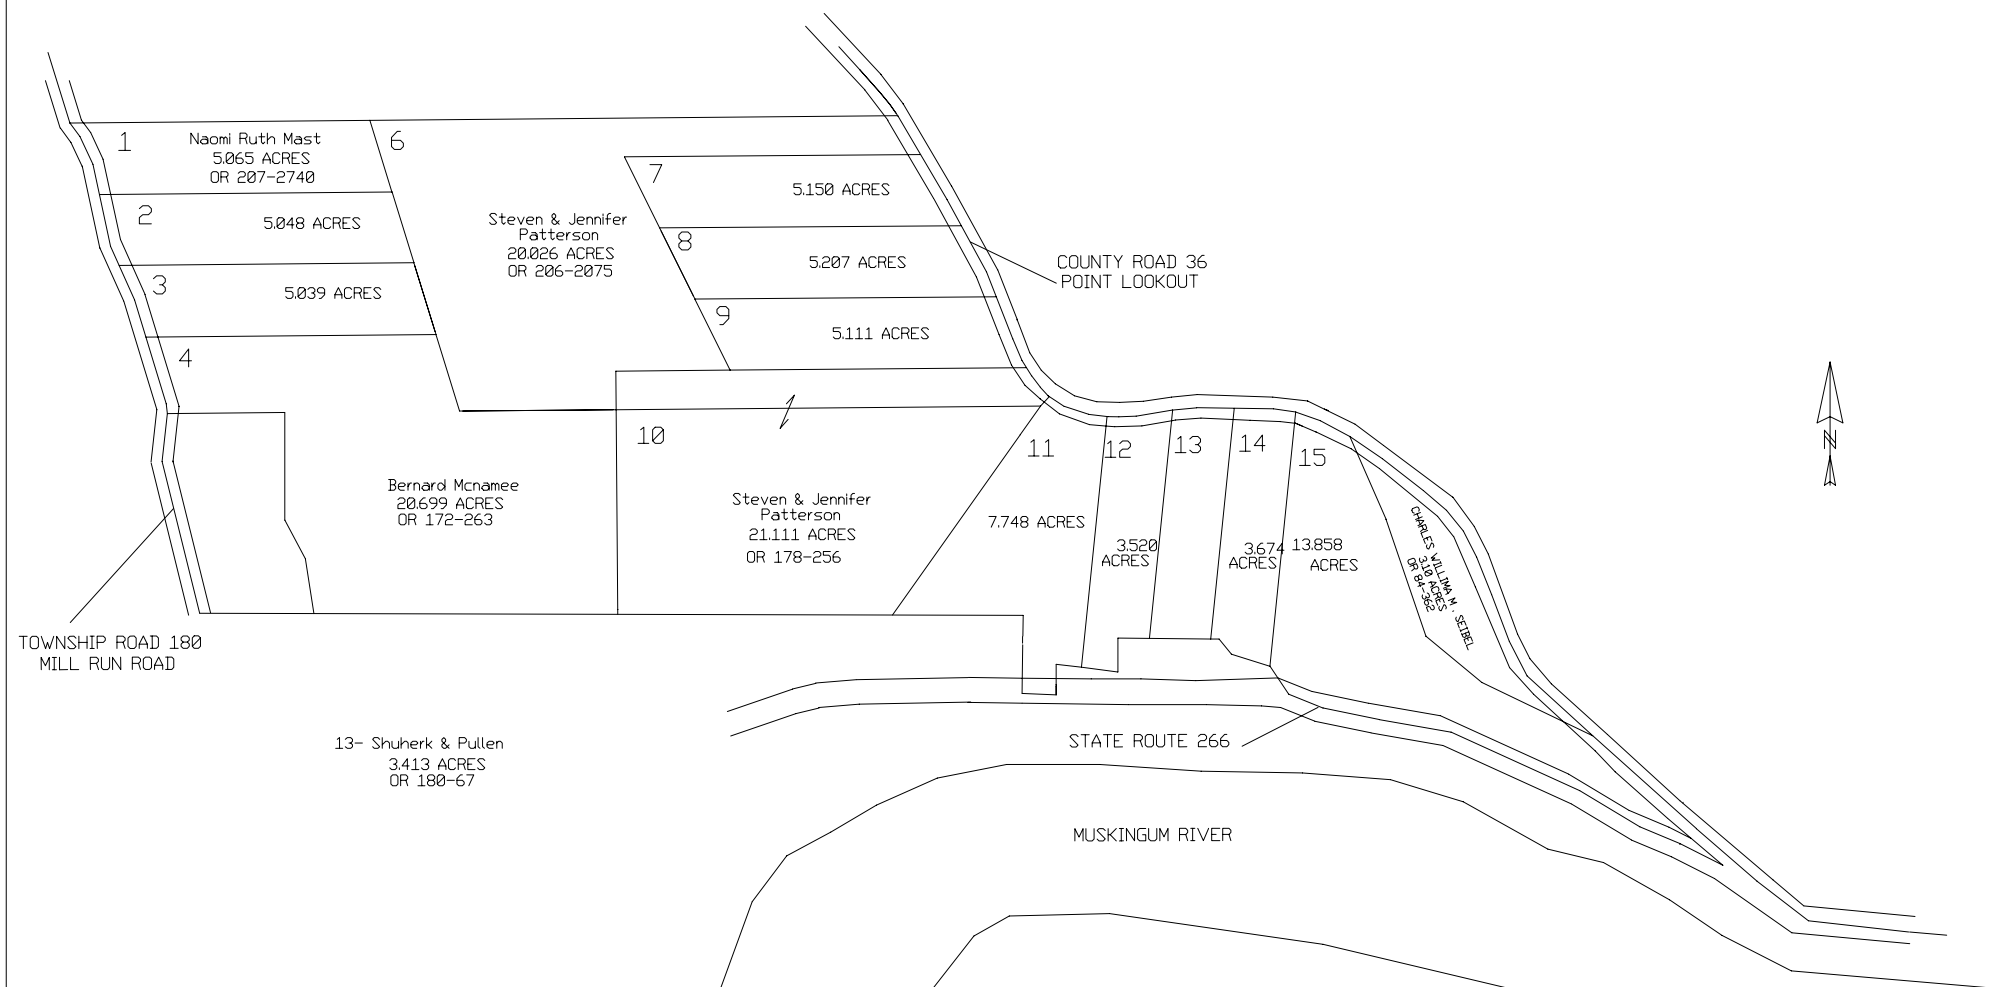 1
Naomi Ruth Mast
5.065 ACRES
OR 207-2740
6
7
5.150 ACRES
2
5.048 ACRES
Steven & Jennifer
Patterson
20.026 ACRES
OR 206-2075
8
5.207 ACRES
COUNTY ROAD 36
POINT LOOKOUT
3
5.039 ACRES
9
5.111 ACRES
4
10
11
12
13
14
15
N
Bernard Mcnamee
20.699 ACRES
OR 172-263
Steven & Jennifer
Patterson
21.111 ACRES
OR 178-256
7.748 ACRES
3.520
ACRES
3.674
ACRES
13.858
ACRES
CHARLES WILLIMA M . SEIBEL
3.10 ACRES
OR 84-362
TOWNSHIP ROAD 180
MILL RUN ROAD
13- Shuherk & Pullen
3.413 ACRES
OR 180-67
STATE ROUTE 266
MUSKINGUM RIVER